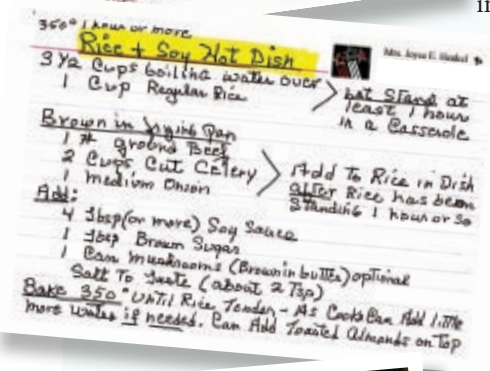 in
350° 1 hour or more
Rice + Soy Hot Dish
Mrs. Joyce E.
3 1/2 Cups boiling water over
1 Cup Regular Rice
Let Stand at
least 1 hour
in a Casserole
Brown in frying Pan
1 # ground Beef
2 Cups Cut Celery
1 medium Onion
Add To Rice in Dish
after Rice has been
Standing 1 hour or so
Add:
4 Tbsp (or more) Soy Sauce
1 Tbsp Brown Sugar
1 Can mushrooms (Brown in butter) optional
Salt To Taste (about 2 Tsp)
Bake 350° Until Rice Tender - As Cooks Can Add little
more water if needed. Can Add Toasted Almonds on Top